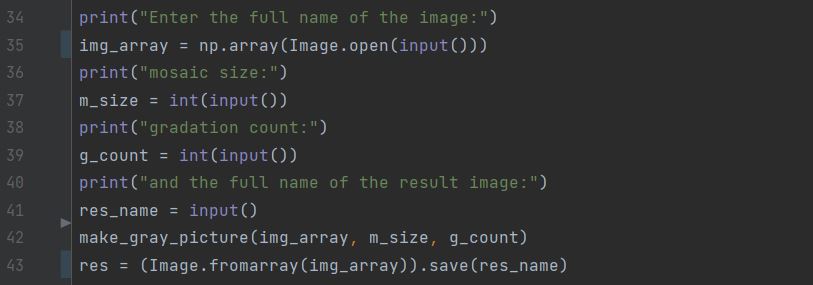 34 print("Enter the full name of the image:")
35 img_array = np.array(Image.open(input()))
36 print("mosaic size:")
37 m_size = int(input())
38 print("gradation count:")
39 g_count = int(input())
40 print("and the full name of the result image:")
41 res_name = input()
42 make_gray_picture(img_array, m_size, g_count)
43 res = (Image.fromarray(img_array)).save(res_name)